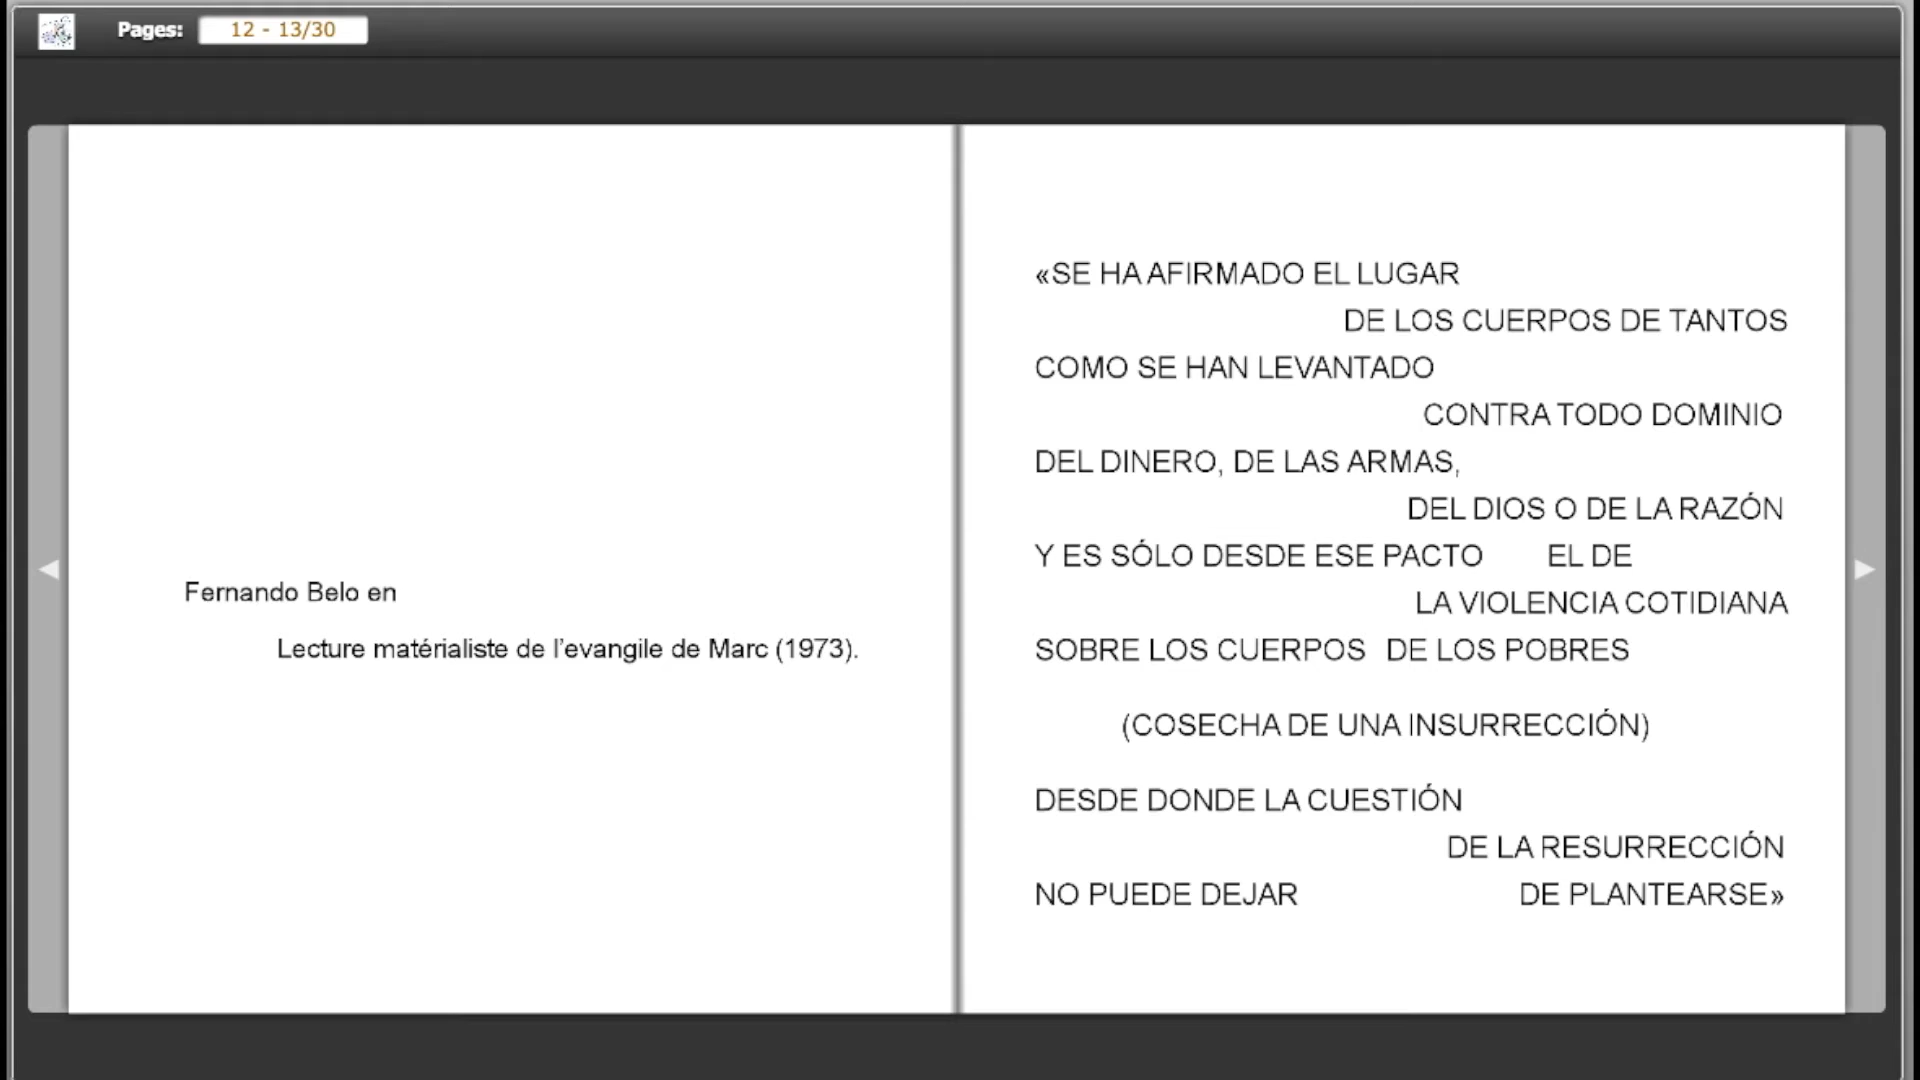 Pages: 12 - 13/30
Fernando Belo en
Lecture matérialiste de l'evangile de Marc (1973).
«SE HA AFIRMADO EL LUGAR
DE LOS CUERPOS DE TANTOS
COMO SE HAN LEVANTADO
CONTRA TODO DOMINIO
DEL DINERO, DE LAS ARMAS,
DEL DIOS O DE LA RAZÓN
Y ES SÓLO DESDE ESE PACTO EL DE
LA VIOLENCIA COTIDIANA
SOBRE LOS CUERPOS DE LOS POBRES
(COSECHA DE UNA INSURRECCIÓN)
DESDE DONDE LA CUESTIÓN
DE LA RESURRECCIÓN
NO PUEDE DEJAR DE PLANTEARSE»